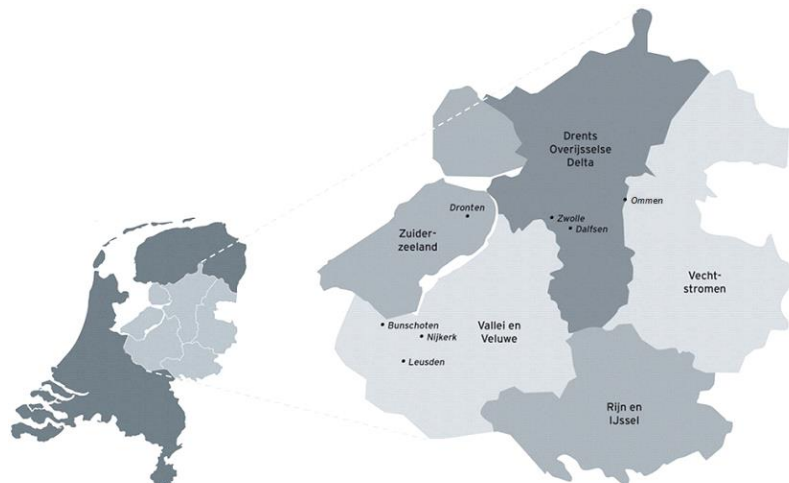 Drents
Overijsselse
Delta
Ommen
Dronten
Zwolle
Dalfsen
Zuider-
zeeland
Vecht-
stromen
Bunschoten
Vallei en
Veluwe
Nijkerk
Leusden
Rijn en
IJssel